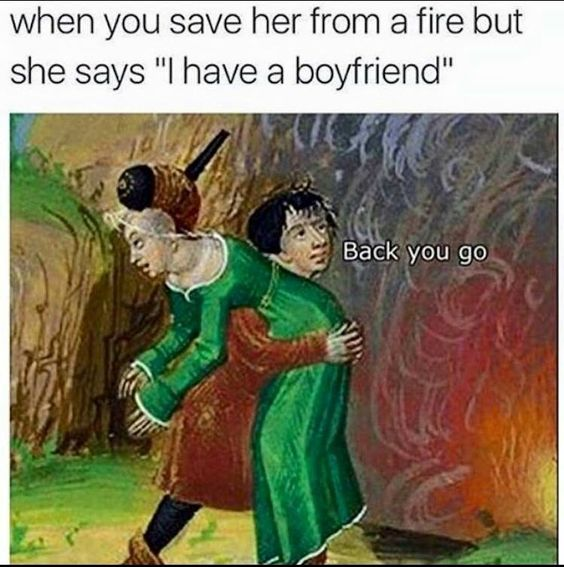 when you save her from a fire but
she says "I have a boyfriend"
Back you go